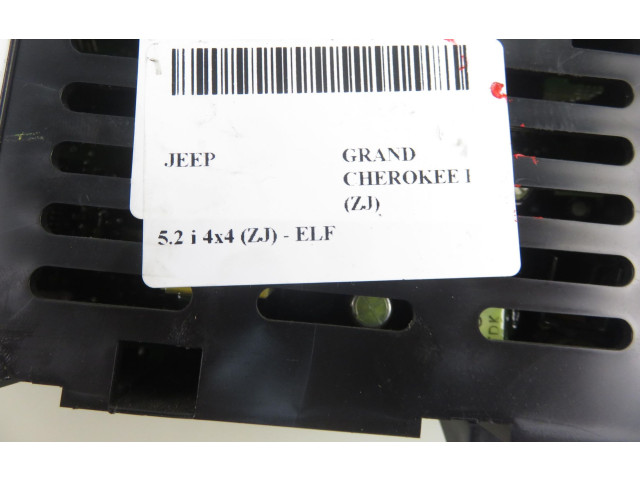 JEEP GRAND
CHEROKEE I
(ZJ)
5.2 i 4x4 (ZJ) - ELF